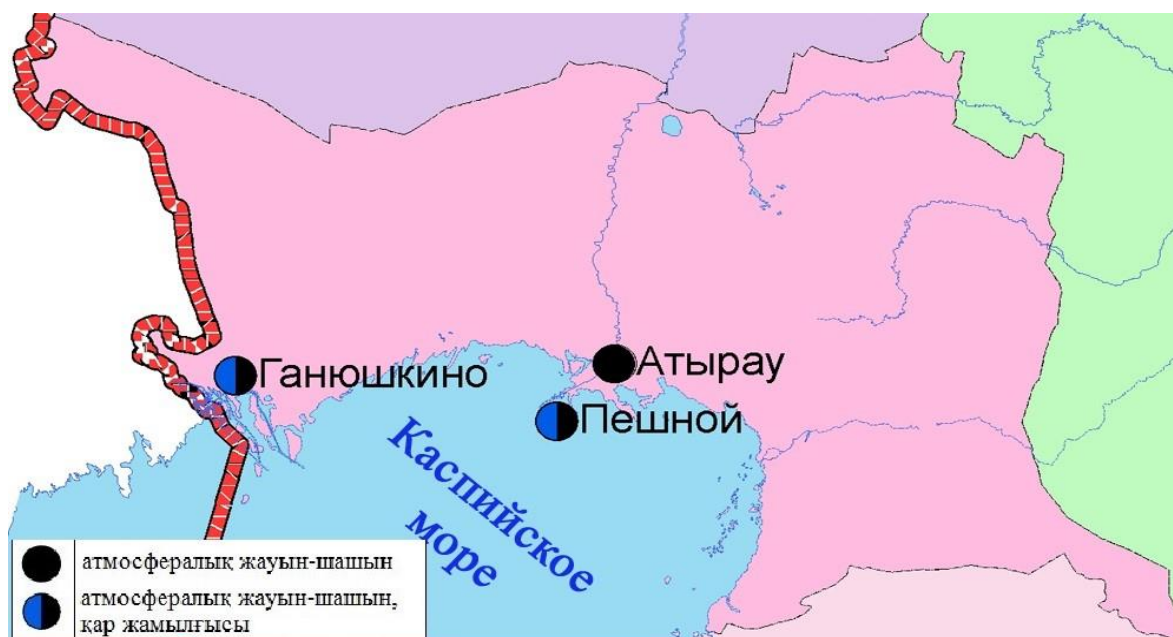 Ганюшкино
Атырау
Пешной
Каспийское
море
атмосфералық жауын-шашын
атмосфералық жауын-шашын,
қар жамылғысы